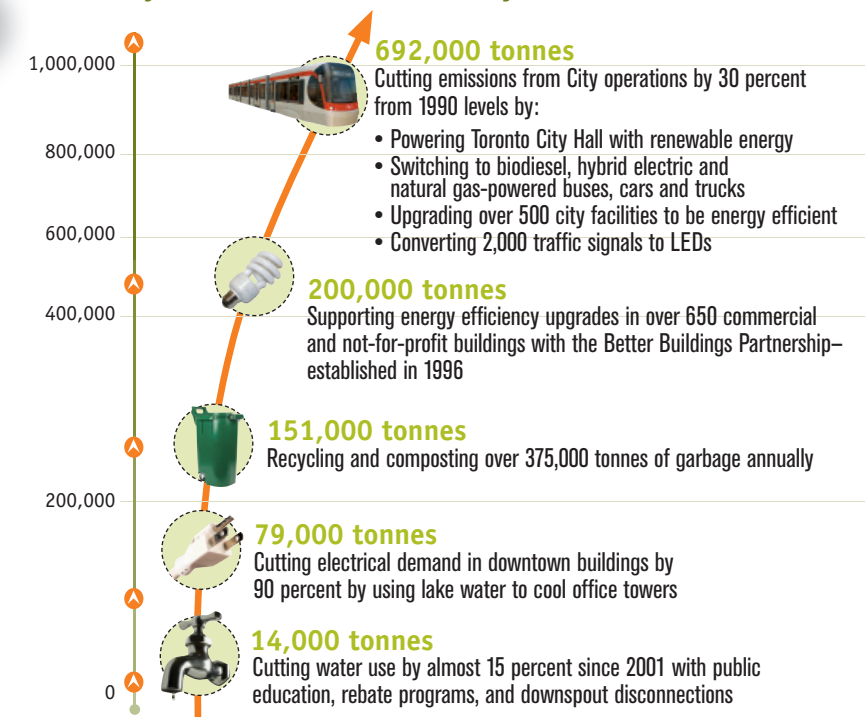 1,000,000
692,000 tonnes
Cutting emissions from City operations by 30 percent
from 1990 levels by:
• Powering Toronto City Hall with renewable energy
• Switching to biodiesel, hybrid electric and
natural gas-powered buses, cars and trucks
• Upgrading over 500 city facilities to be energy efficient
• Converting 2,000 traffic signals to LEDs
800,000
600,000
200,000 tonnes
Supporting energy efficiency upgrades in over 650 commercial
and not-for-profit buildings with the Better Buildings Partnership–
established in 1996
400,000
151,000 tonnes
Recycling and composting over 375,000 tonnes of garbage annually
200,000
79,000 tonnes
Cutting electrical demand in downtown buildings by
90 percent by using lake water to cool office towers
14,000 tonnes
Cutting water use by almost 15 percent since 2001 with public
education, rebate programs, and downspout disconnections
0